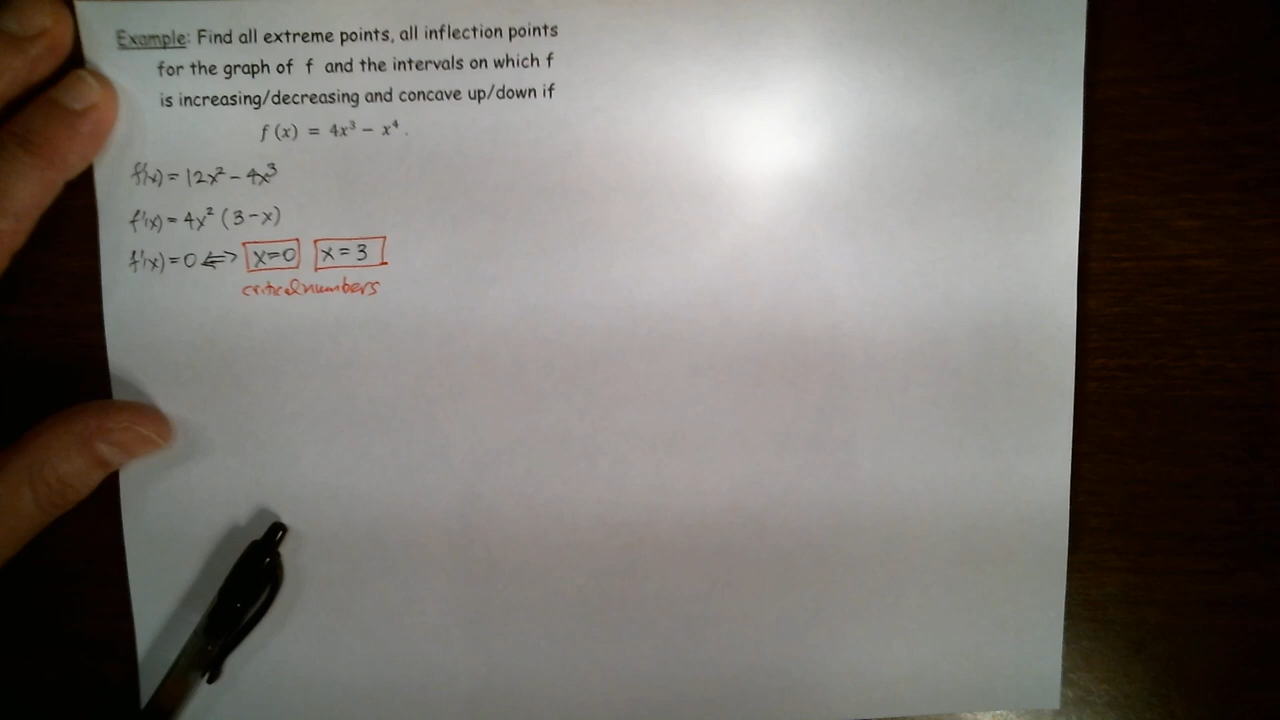 Example: Find all extreme points, all inflection points
for the graph of f and the intervals on which f
is increasing/decreasing and concave up/down if
f (x) = 4x³ − x⁴ .
f'(x) = 12x² − 4x³
f'(x) = 4x² (3−x)
f'(x) = 0 ⟺ x=0 x=3
critical numbers